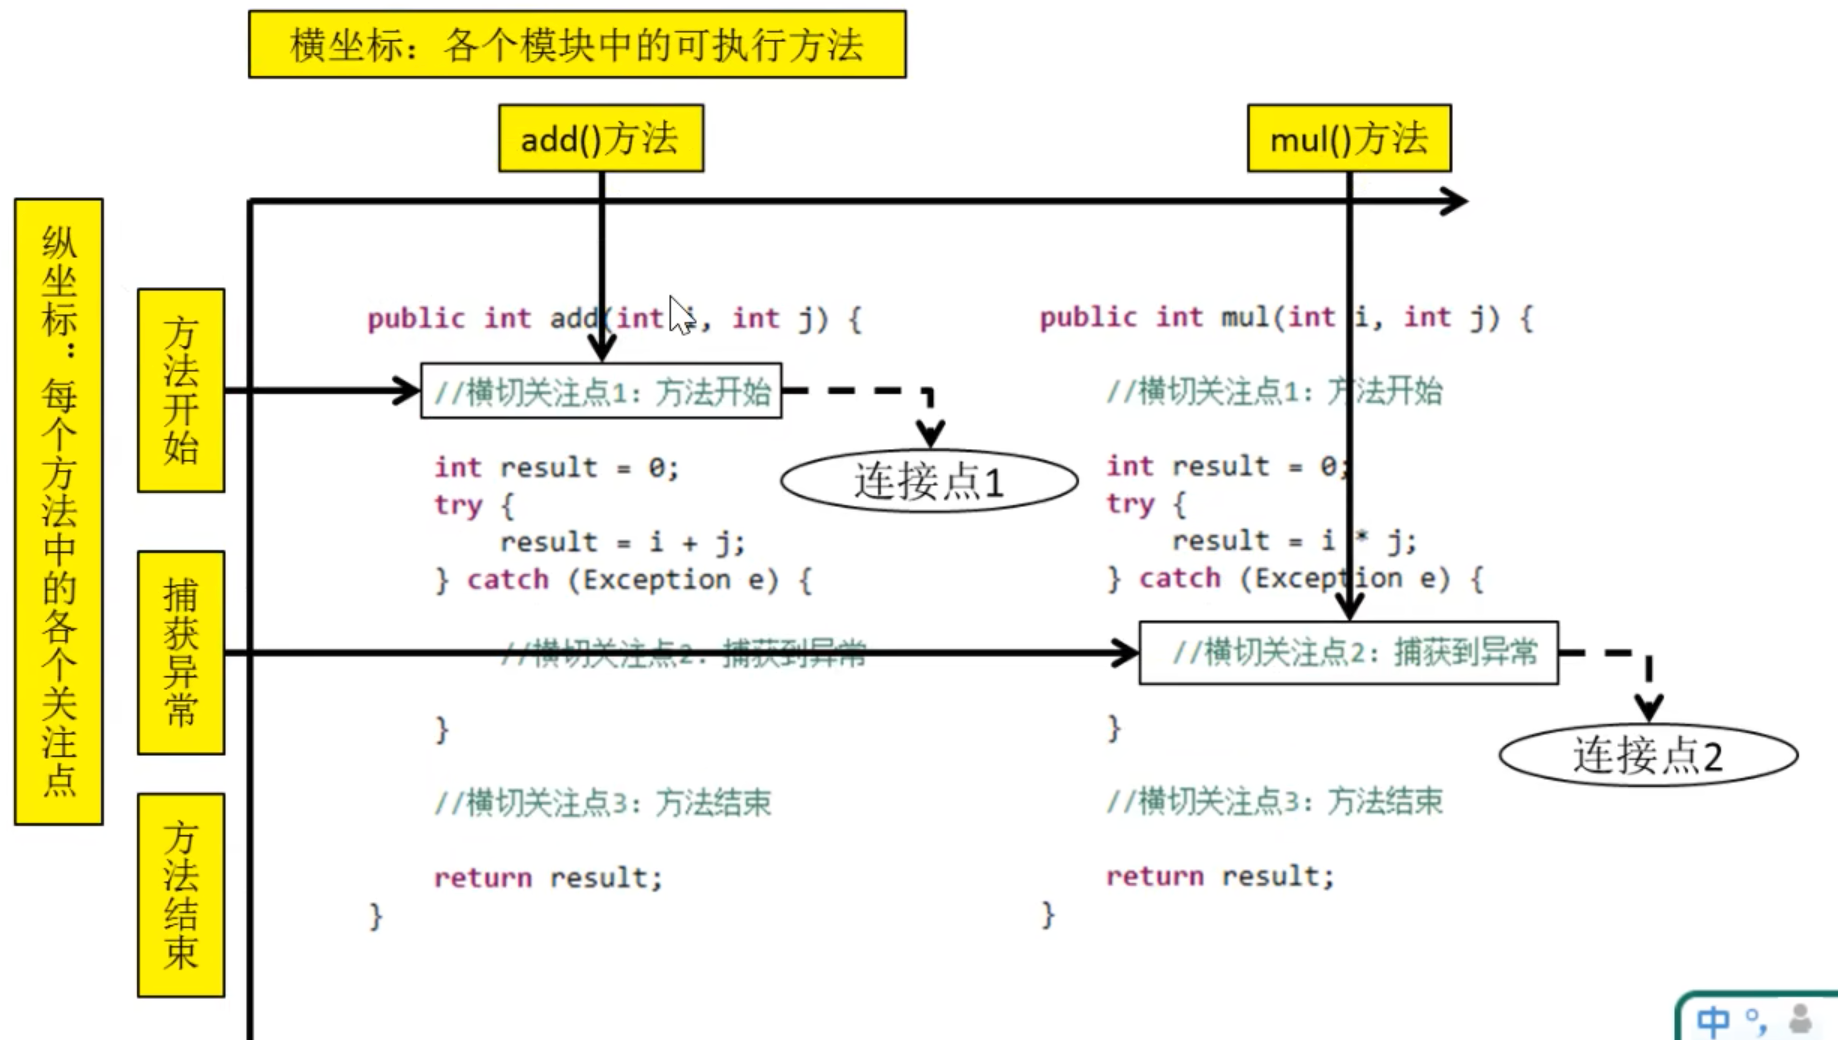 横坐标：各个模块中的可执行方法
add()方法
mul()方法
纵坐标：每个方法中的各个关注点
方法开始
捕获异常
方法结束
public int add(int i, int j) {
//横切关注点1：方法开始
连接点1
int result = 0;
try {
result = i + j;
} catch (Exception e) {
//横切关注点2：捕获到异常
}
//横切关注点3：方法结束
return result;
}
public int mul(int i, int j) {
//横切关注点1：方法开始
int result = 0;
try {
result = i * j;
} catch (Exception e) {
//横切关注点2：捕获到异常
连接点2
}
//横切关注点3：方法结束
return result;
}
中 °,